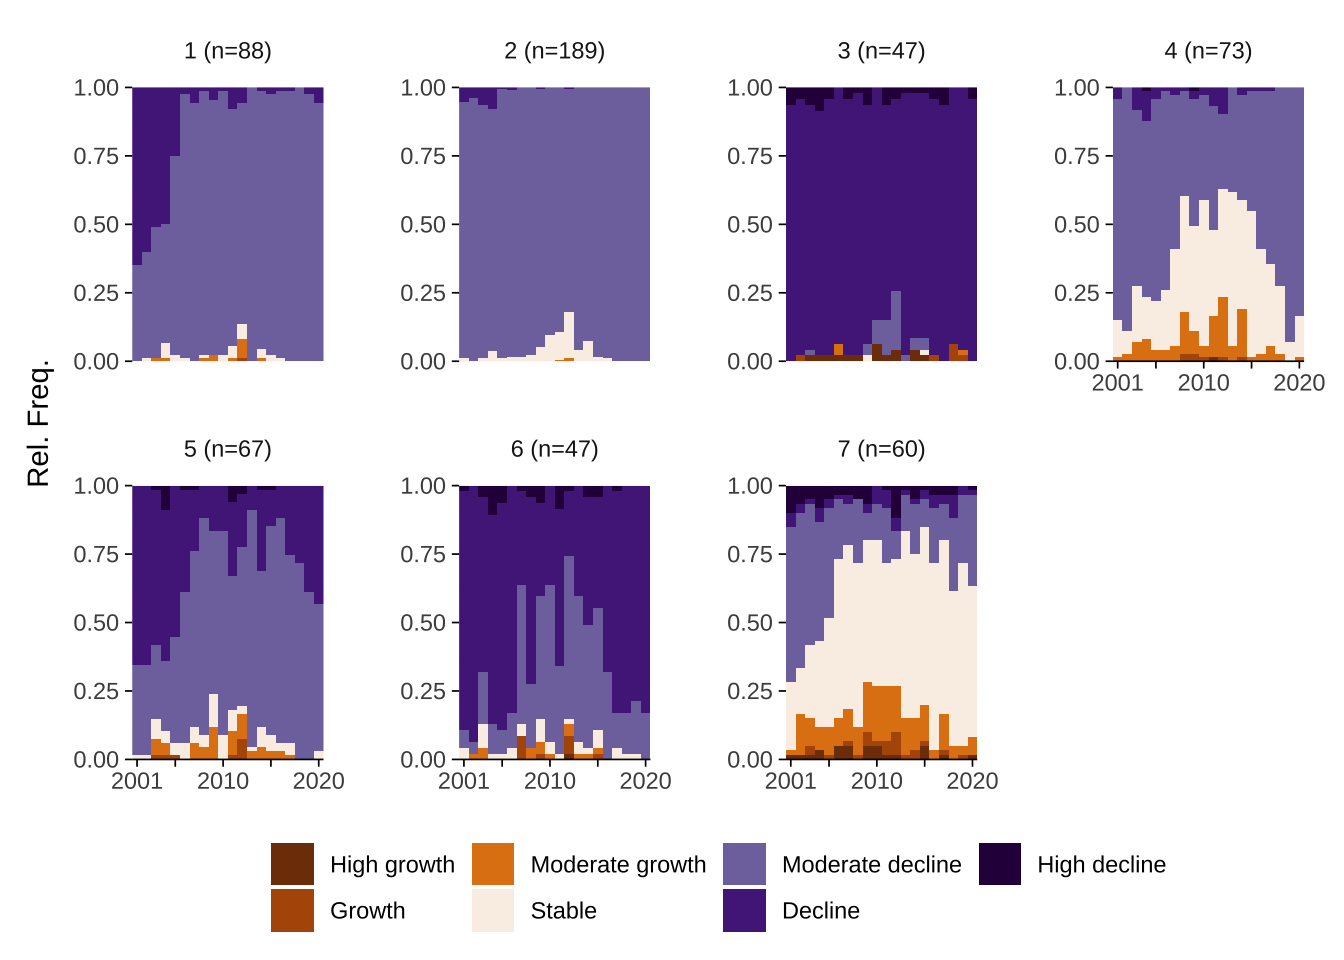 1 (n=88) 2 (n=189) 3 (n=47) 4 (n=73)
1.00 1.00 1.00 1.00
0.75 0.75 0.75 0.75
0.50 0.50 0.50 0.50
0.25 0.25 0.25 0.25
0.00 0.00 0.00 0.00
2001 2010 2020
Rel. Freq.
5 (n=67) 6 (n=47) 7 (n=60)
1.00 1.00 1.00
0.75 0.75 0.75
0.50 0.50 0.50
0.25 0.25 0.25
0.00 0.00 0.00
2001 2010 2020 2001 2010 2020 2001 2010 2020
High growth Moderate growth Moderate decline High decline
Growth Stable Decline